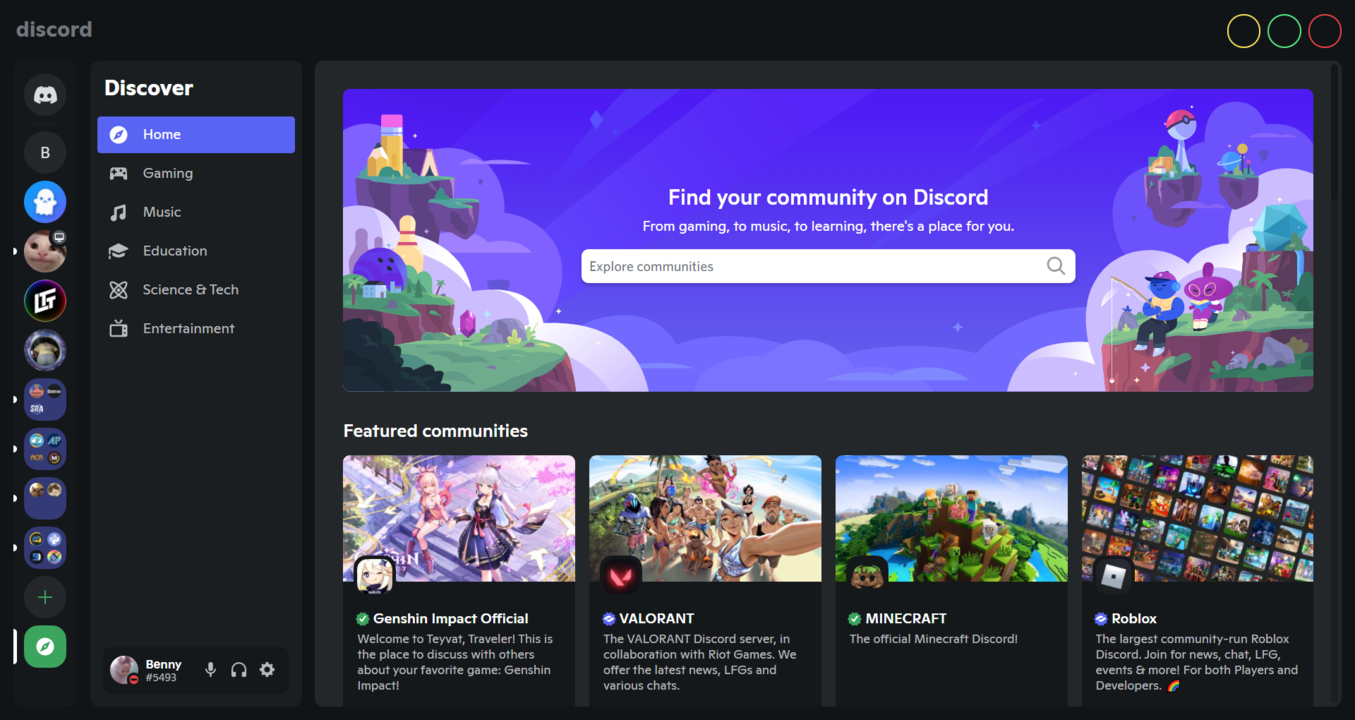 discord
Discover
B
Home
Gaming
Music
Education
Science & Tech
Entertainment
Benny
#5493
Find your community on Discord
From gaming, to music, to learning, there's a place for you.
Explore communities
Featured communities
Genshin Impact Official
Welcome to Teyvat, Traveler! This is
the place to discuss with others
about your favorite game: Genshin
Impact!
VALORANT
The VALORANT Discord server, in
collaboration with Riot Games. We
offer the latest news, LFGs and
various chats.
MINECRAFT
The official Minecraft Discord!
Roblox
The largest community-run Roblox
Discord. Join for news, chat, LFG,
events & more! For both Players and
Developers. 🌈